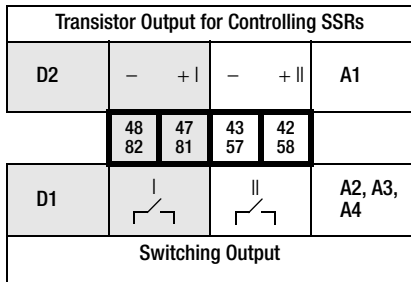 Transistor Output for Controlling SSRs
D2 – + I – + II A1
48 47 43 42
82 81 57 58
I II
D1 A2, A3,
A4
Switching Output